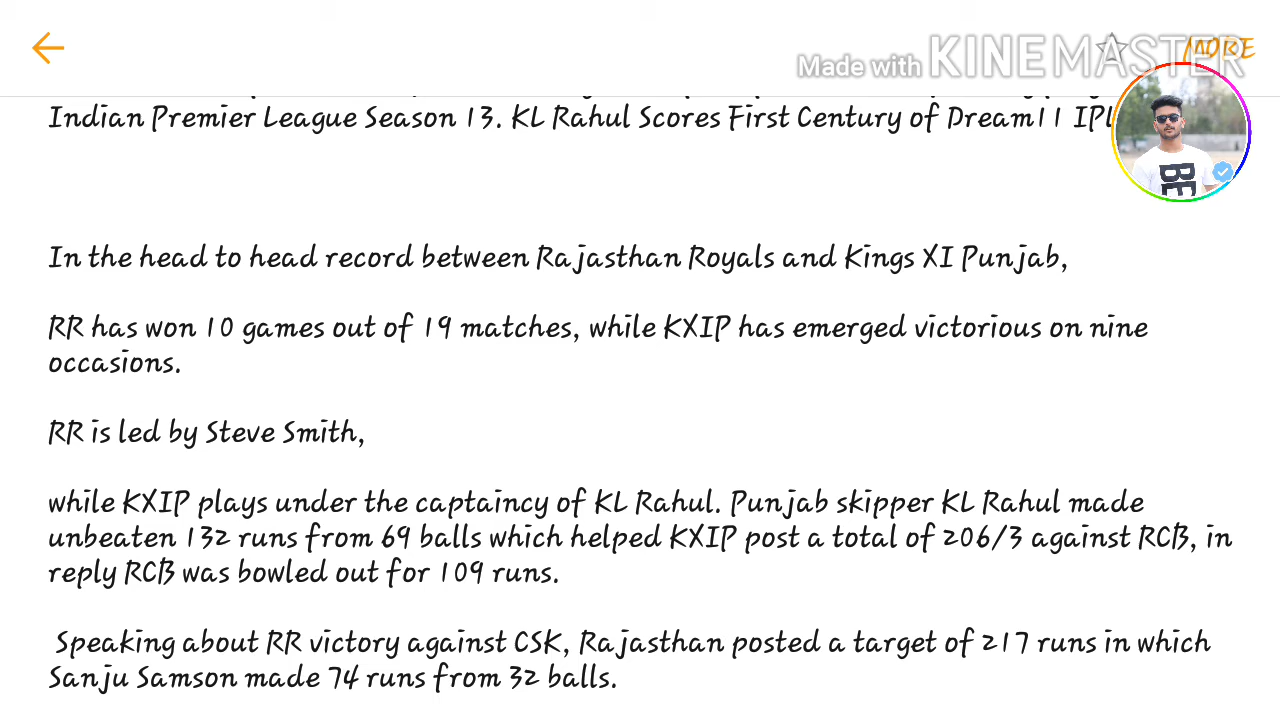 Made with KINEMASTER
MORE
Indian Premier League Season 13. KL Rahul Scores First Century of Dream11
In the head to head record between Rajasthan Royals and Kings XI Punjab,
RR has won 10 games out of 19 matches, while KXIP has emerged victorious on nine
occasions.
RR is led by Steve Smith,
while KXIP plays under the captaincy of KL Rahul. Punjab skipper KL Rahul made
unbeaten 132 runs from 69 balls which helped KXIP post a total of 206/3 against RCB, in
reply RCB was bowled out for 109 runs.
Speaking about RR victory against CSK, Rajasthan posted a target of 217 runs in which
Sanju Samson made 74 runs from 32 balls.
BE